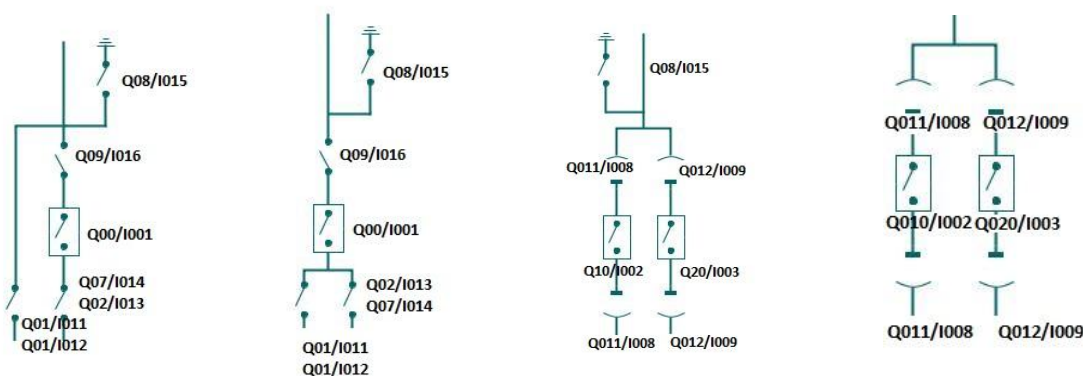 Q08/I015
Q09/I016
Q00/I001
Q07/I014
Q02/I013
Q01/I011
Q01/I012
Q08/I015
Q09/I016
Q00/I001
Q02/I013
Q07/I014
Q01/I011
Q01/I012
Q08/I015
Q011/I008
Q012/I009
Q10/I002
Q20/I003
Q011/I008
Q012/I009
Q011/I008
Q012/I009
Q010/I002
Q020/I003
Q011/I008
Q012/I009